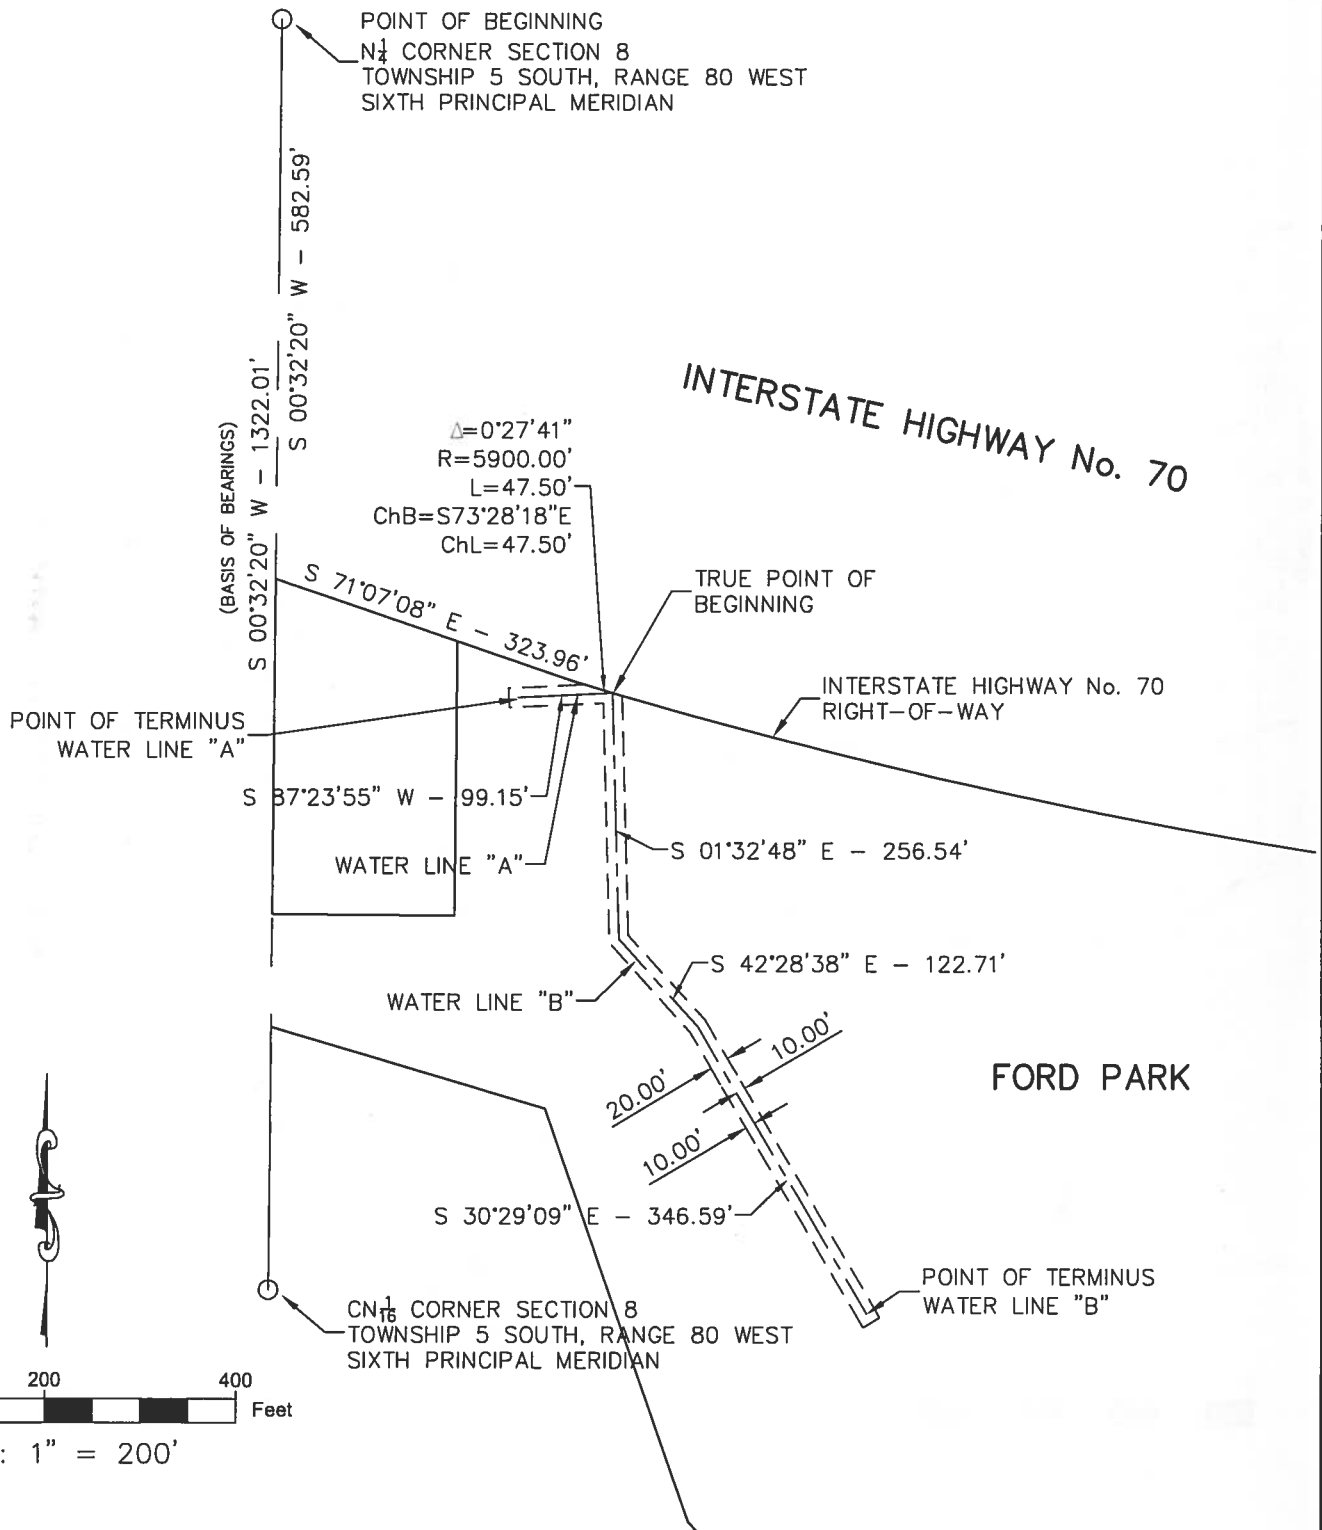 POINT OF BEGINNING
N 1/4 CORNER SECTION 8
TOWNSHIP 5 SOUTH, RANGE 80 WEST
SIXTH PRINCIPAL MERIDIAN
S 00°32'20" W - 582.59'
S 00°32'20" W - 1322.01'
(BASIS OF BEARINGS)
INTERSTATE HIGHWAY No. 70
Δ=0°27'41"
R=5900.00'
L=47.50'
ChB=S73°28'18"E
ChL=47.50'
S 71°07'08" E - 323.96'
TRUE POINT OF
BEGINNING
INTERSTATE HIGHWAY No. 70
RIGHT-OF-WAY
POINT OF TERMINUS
WATER LINE "A"
S 87°23'55" W - 99.15'
WATER LINE "A"
S 01°32'48" E - 256.54'
S 42°28'38" E - 122.71'
WATER LINE "B"
10.00'
20.00'
10.00'
FORD PARK
S 30°29'09" E - 346.59'
POINT OF TERMINUS
WATER LINE "B"
CN 1/16 CORNER SECTION 8
TOWNSHIP 5 SOUTH, RANGE 80 WEST
SIXTH PRINCIPAL MERIDIAN
200 400
Feet
: 1" = 200'